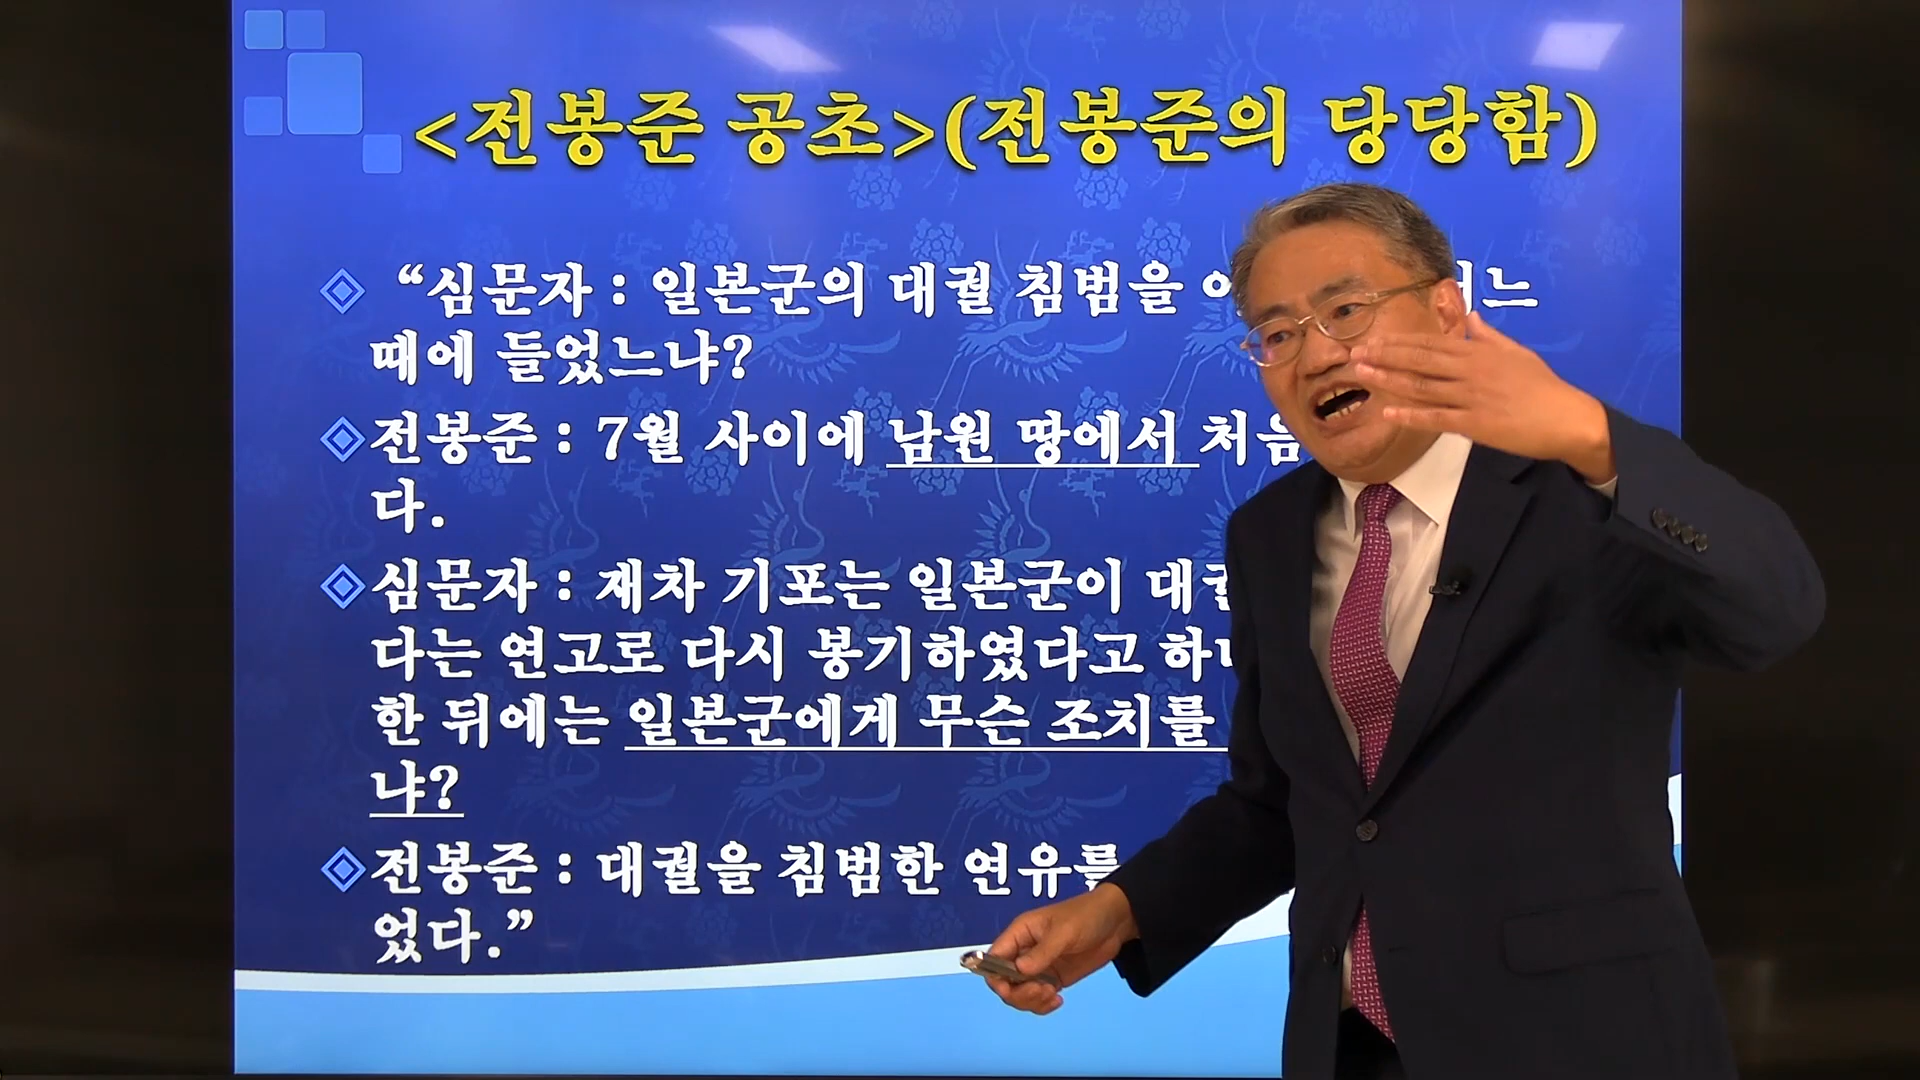 <전봉준 공초>(전봉준의 당당함)
“심문자 : 일본군의 대궐 침범을
때에 들었느냐?
전봉준 : 7월 사이에 남원 땅에서 처음
다.
심문자 : 재차 기포는 일본군이
다는 연고로 다시 봉기하였다고
한 뒤에는 일본군에게 무슨 조치를
냐?
전봉준 : 대궐을 침범한 연유를
었다.”